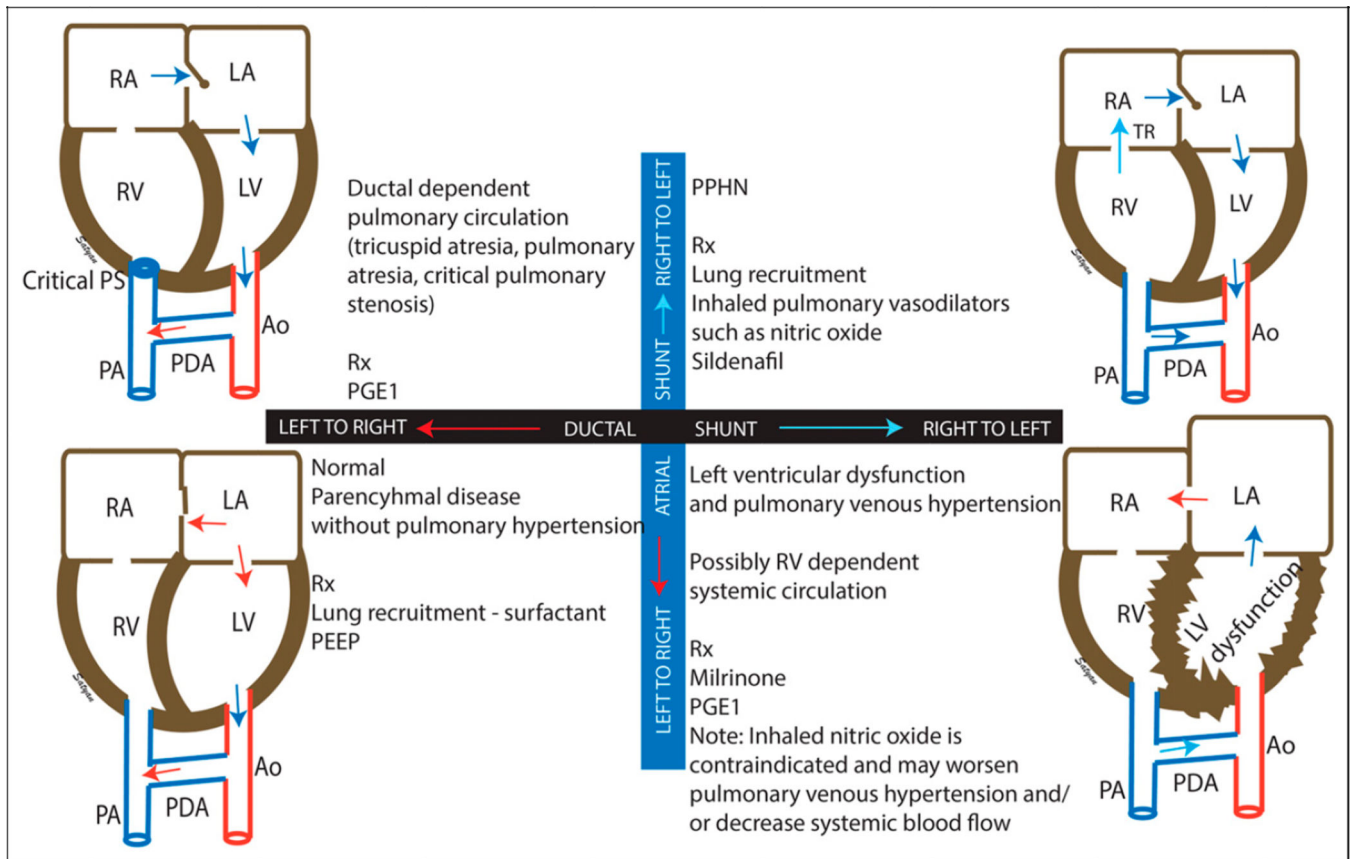 RA
LA
RV
LV
Satyan
Critical PS
Ao
PA
PDA
Ductal dependent
pulmonary circulation
(tricuspid atresia, pulmonary
atresia, critical pulmonary
stenosis)
Rx
PGE1
SHUNT
RIGHT TO LEFT
PPHN
Rx
Lung recruitment
Inhaled pulmonary vasodilators
such as nitric oxide
Sildenafil
RA
LA
TR
RV
LV
Satyan
Ao
PA
PDA
LEFT TO RIGHT
DUCTAL
SHUNT
RIGHT TO LEFT
RA
LA
RV
LV
Satyan
Ao
PA
PDA
Normal
Parencyhmal disease
without pulmonary hypertension
Rx
Lung recruitment - surfactant
PEEP
ATRIAL
LEFT TO RIGHT
Left ventricular dysfunction
and pulmonary venous hypertension
Possibly RV dependent
systemic circulation
Rx
Milrinone
PGE1
Note: Inhaled nitric oxide is
contraindicated and may worsen
pulmonary venous hypertension and/
or decrease systemic blood flow
RA
LA
RV
LV
dysfunction
Satyan
Ao
PA
PDA